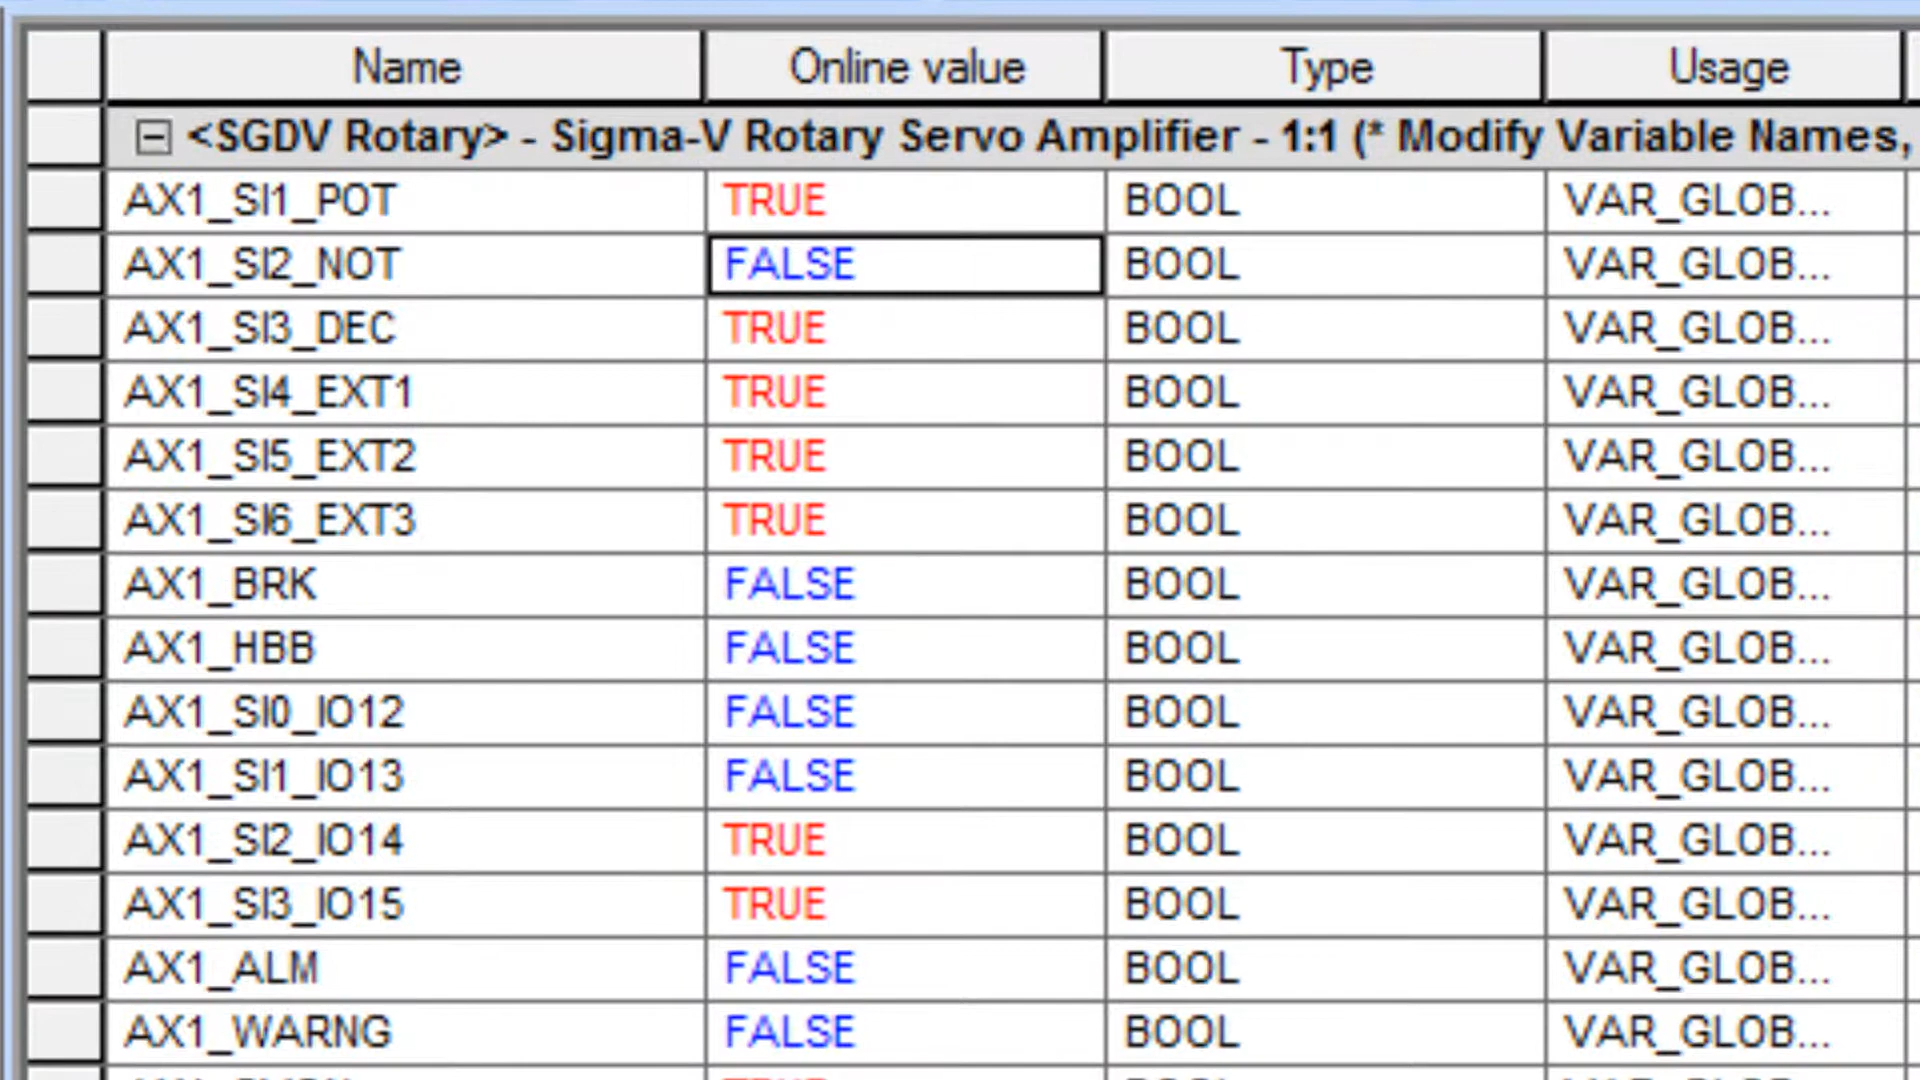 Name Online value Type Usage
<SGDV Rotary> - Sigma-V Rotary Servo Amplifier - 1:1 (* Modify Variable Names,
AX1_SI1_POT TRUE BOOL VAR_GLOB...
AX1_SI2_NOT FALSE BOOL VAR_GLOB...
AX1_SI3_DEC TRUE BOOL VAR_GLOB...
AX1_SI4_EXT1 TRUE BOOL VAR_GLOB...
AX1_SI5_EXT2 TRUE BOOL VAR_GLOB...
AX1_SI6_EXT3 TRUE BOOL VAR_GLOB...
AX1_BRK FALSE BOOL VAR_GLOB...
AX1_HBB FALSE BOOL VAR_GLOB...
AX1_SI0_IO12 FALSE BOOL VAR_GLOB...
AX1_SI1_IO13 FALSE BOOL VAR_GLOB...
AX1_SI2_IO14 TRUE BOOL VAR_GLOB...
AX1_SI3_IO15 TRUE BOOL VAR_GLOB...
AX1_ALM FALSE BOOL VAR_GLOB...
AX1_WARNG FALSE BOOL VAR_GLOB...